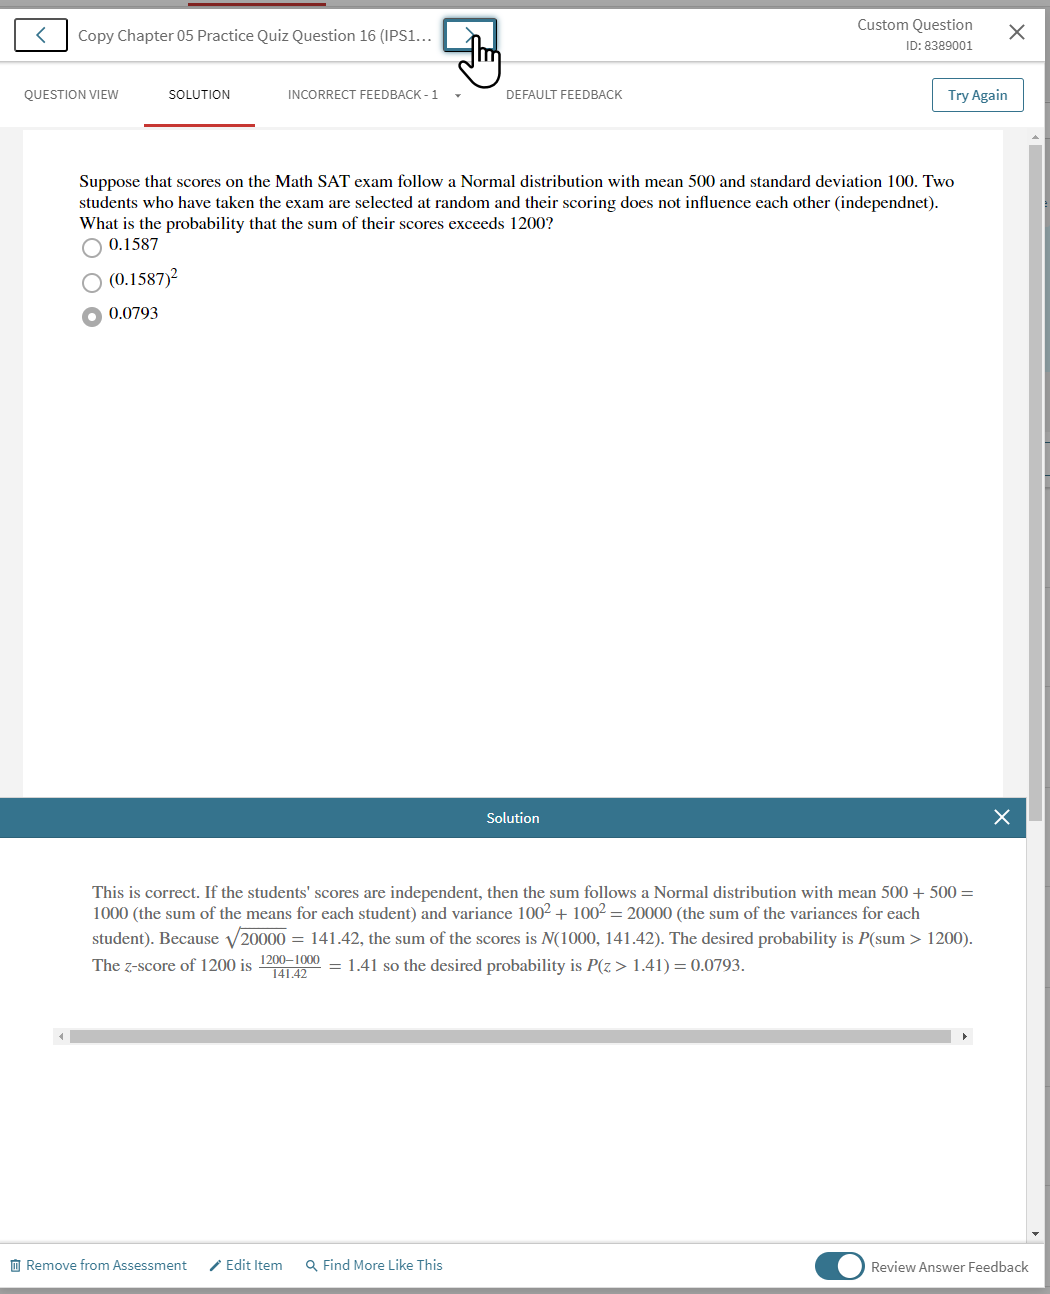 Copy Chapter 05 Practice Quiz Question 16 (IPS1...
Custom Question
ID: 8389001
QUESTION VIEW
SOLUTION
INCORRECT FEEDBACK - 1
DEFAULT FEEDBACK
Try Again
Suppose that scores on the Math SAT exam follow a Normal distribution with mean 500 and standard deviation 100. Two
students who have taken the exam are selected at random and their scoring does not influence each other (independnet).
What is the probability that the sum of their scores exceeds 1200?
0.1587
(0.1587)²
0.0793
Solution
This is correct. If the students' scores are independent, then the sum follows a Normal distribution with mean 500 + 500 =
1000 (the sum of the means for each student) and variance 100² + 100² = 20000 (the sum of the variances for each
student). Because √20000 = 141.42, the sum of the scores is N(1000, 141.42). The desired probability is P(sum > 1200).
The z-score of 1200 is (1200−1000)/141.42 = 1.41 so the desired probability is P(z > 1.41) = 0.0793.
Remove from Assessment
Edit Item
Find More Like This
Review Answer Feedback